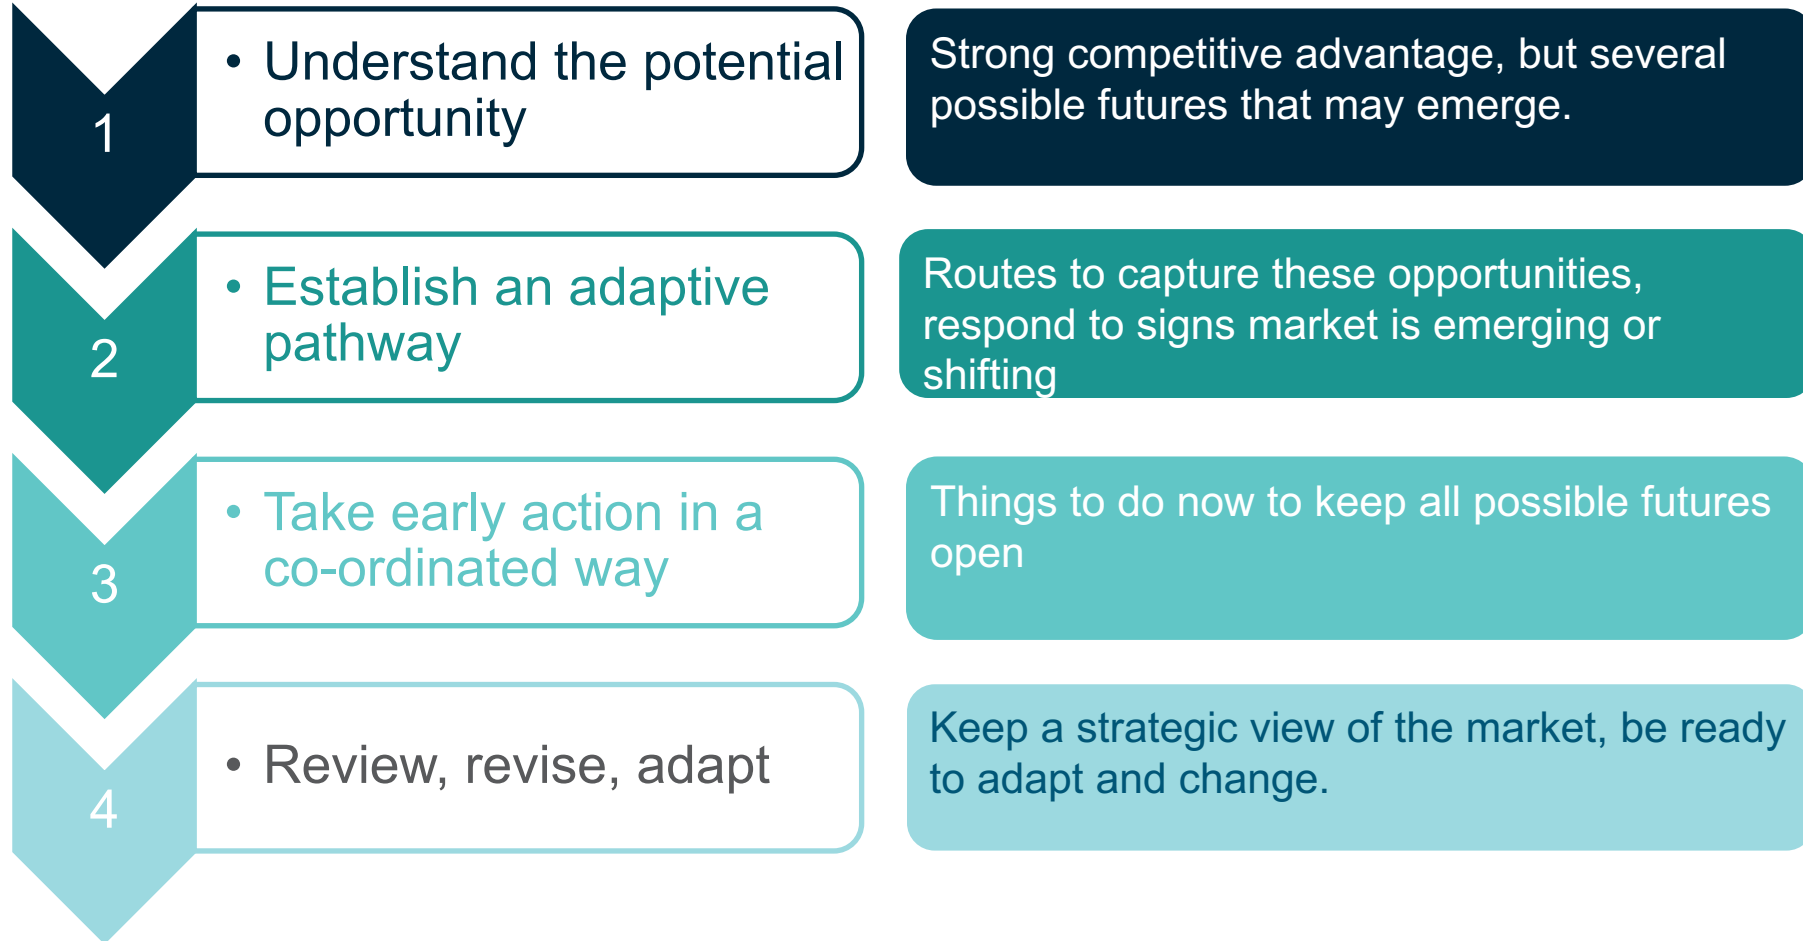 1
• Understand the potential
opportunity
Strong competitive advantage, but several
possible futures that may emerge.
2
• Establish an adaptive
pathway
Routes to capture these opportunities,
respond to signs market is emerging or
shifting
3
• Take early action in a
co-ordinated way
Things to do now to keep all possible futures
open
4
• Review, revise, adapt
Keep a strategic view of the market, be ready
to adapt and change.